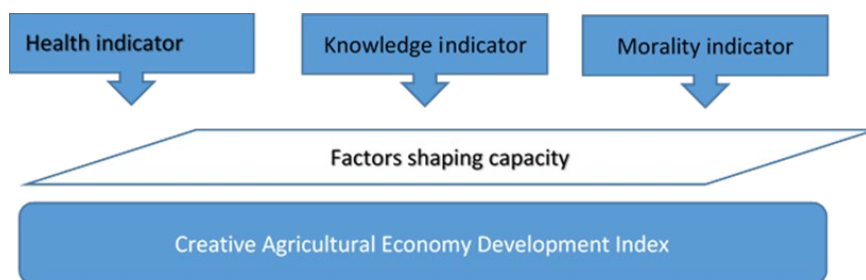 Health indicator
Knowledge indicator
Morality indicator
Factors shaping capacity
Creative Agricultural Economy Development Index